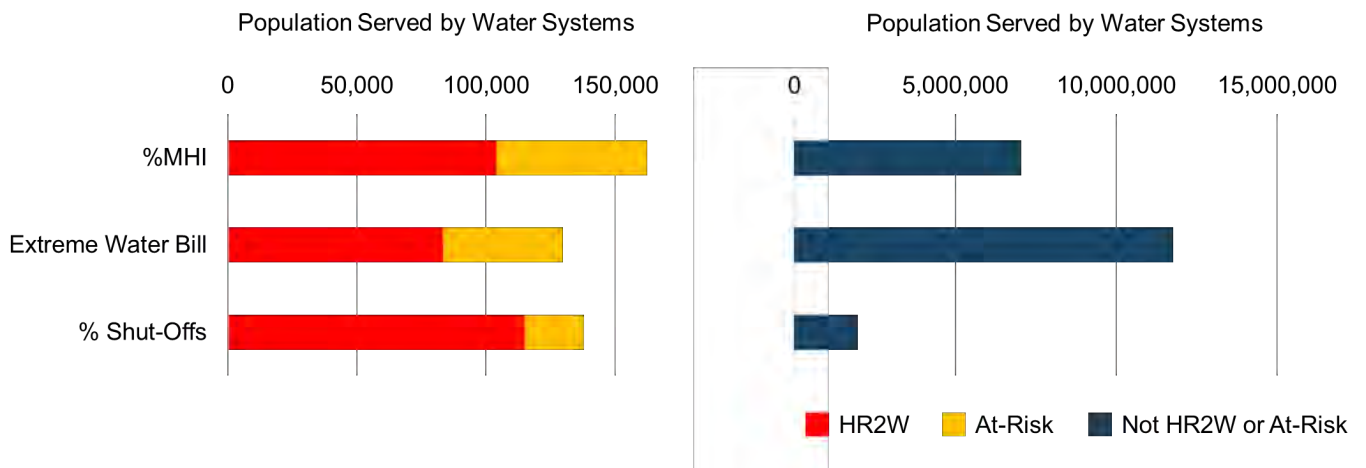 Population Served by Water Systems
0 50,000 100,000 150,000
%MHI
Extreme Water Bill
% Shut-Offs
Population Served by Water Systems
0 5,000,000 10,000,000 15,000,000
HR2W At-Risk Not HR2W or At-Risk